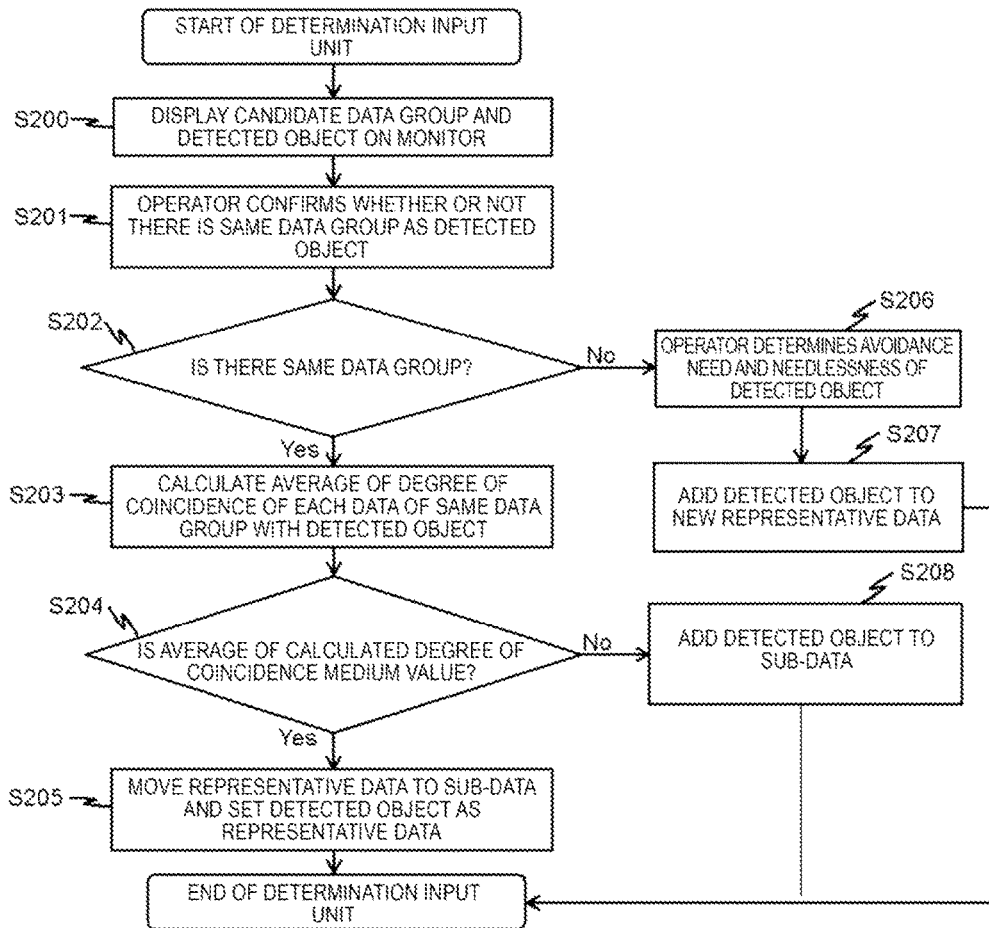 START OF DETERMINATION INPUT
UNIT
S200
DISPLAY CANDIDATE DATA GROUP AND
DETECTED OBJECT ON MONITOR
S201
OPERATOR CONFIRMS WHETHER OR NOT
THERE IS SAME DATA GROUP AS DETECTED
OBJECT
S202
IS THERE SAME DATA GROUP?
No
Yes
S206
OPERATOR DETERMINES AVOIDANCE
NEED AND NEEDLESSNESS OF
DETECTED OBJECT
S207
ADD DETECTED OBJECT TO
NEW REPRESENTATIVE DATA
S203
CALCULATE AVERAGE OF DEGREE OF
COINCIDENCE OF EACH DATA OF SAME DATA
GROUP WITH DETECTED OBJECT
S204
IS AVERAGE OF CALCULATED DEGREE OF
COINCIDENCE MEDIUM VALUE?
No
Yes
S208
ADD DETECTED OBJECT TO
SUB-DATA
S205
MOVE REPRESENTATIVE DATA TO SUB-DATA
AND SET DETECTED OBJECT AS
REPRESENTATIVE DATA
END OF DETERMINATION INPUT
UNIT